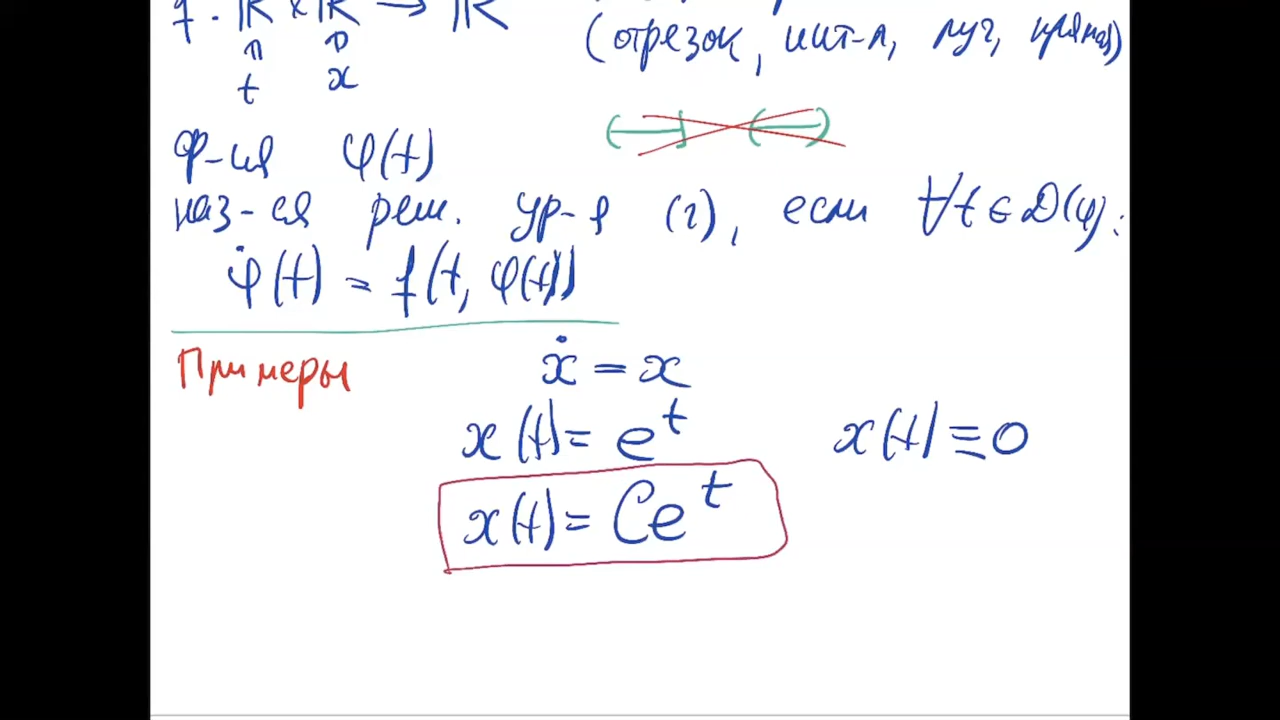 f : ℝ × ℝ → ℝ
t x
(отрезок, инт-л, луч, прямая)
ф-ия φ(t)
наз-ся реш. ур-я (1), если ∀t ∈ D(φ):
φ̇(t) = f(t, φ(t))
Примеры ẋ = x
x(t) = e^t x(t) ≡ 0
x(t) = Ce^t